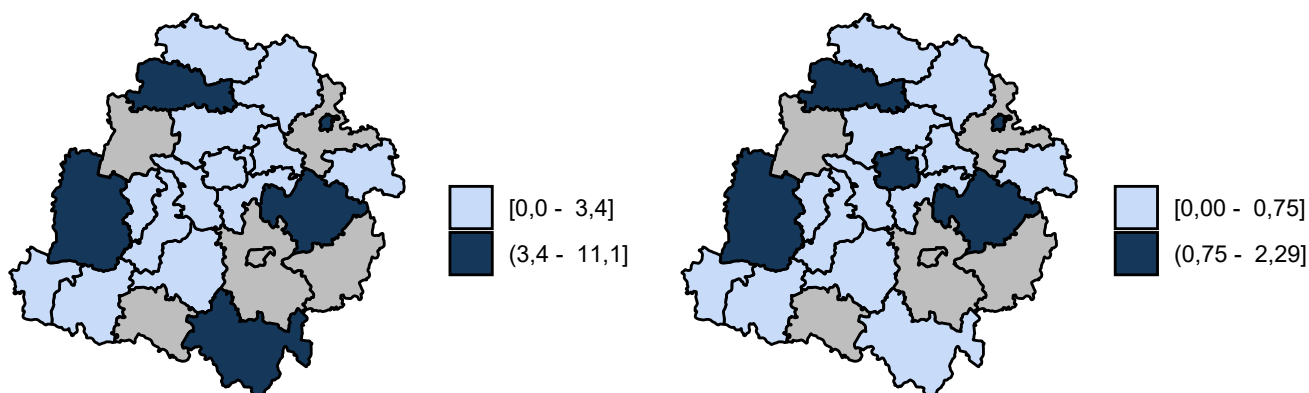 [0,0 - 3,4]
(3,4 - 11,1]
[0,00 - 0,75]
(0,75 - 2,29]